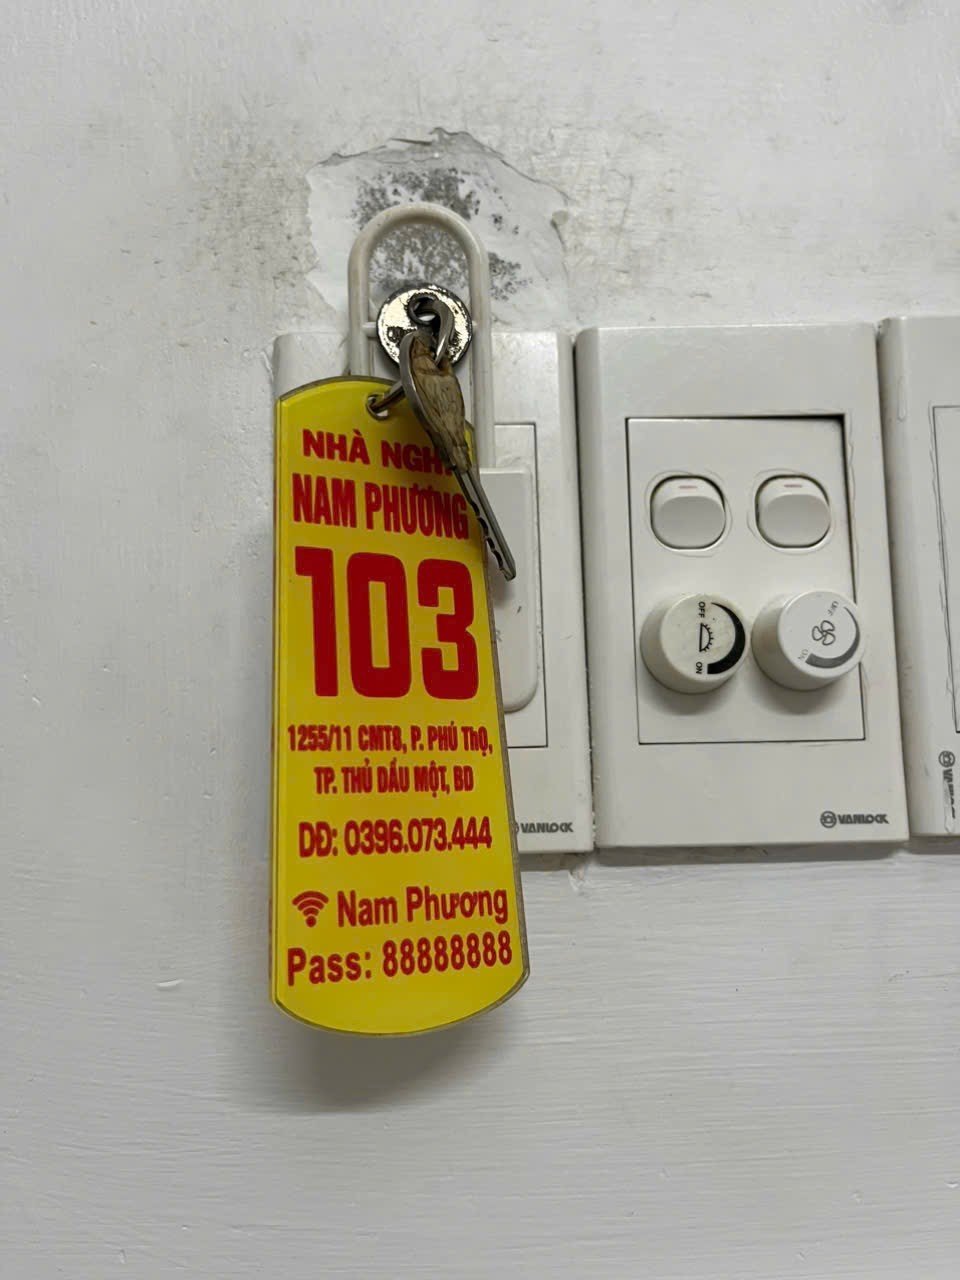 NHÀ NGHỈ
NAM PHƯƠNG
103
1255/11 CMT8, P. PHÚ Thọ,
TP. THỦ DẦU MỘT, BD
DĐ: 0396.073.444
Nam Phương
Pass: 88888888
OFF
ON
OFF
ON
VANLOCK
VANLOCK